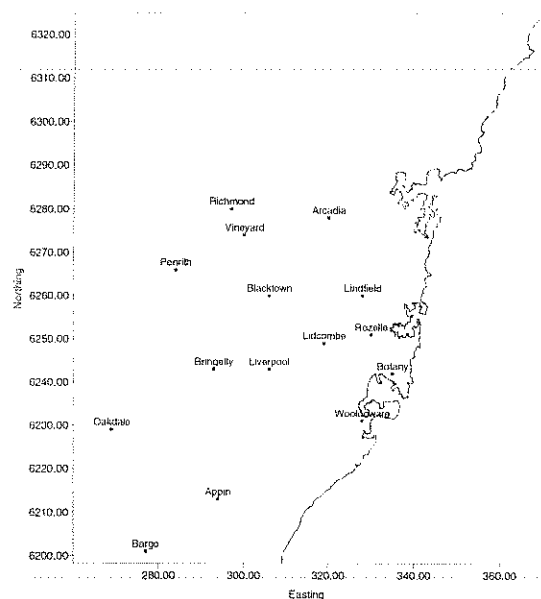 6320.00
6310.00
6300.00
6290.00
6280.00
6270.00
6260.00
6250.00
6240.00
6230.00
6220.00
6210.00
6200.00
Northing
Richmond
Arcadia
Vineyard
Penrith
Blacktown
Lindfield
Rozelle
Lidcombe
Bringelly
Liverpool
Botany
Oakdale
Woolooware
Appin
Bargo
280.00
300.00
320.00
340.00
360.00
Easting